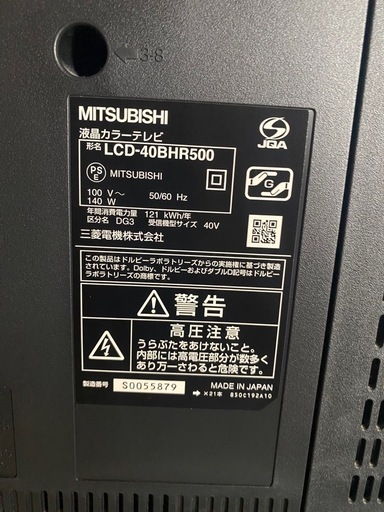 3-8
MITSUBISHI
液晶カラーテレビ
形名 LCD-40BHR500
JQA
PS
E MITSUBISHI
100 V～ 50/60 Hz
140 W
年間消費電力量 121 kWh/年
区分名 DG3 受信機型サイズ 40V
三菱電機株式会社
G
この製品はドルビーラボラトリーズからの実施権に基づき製造
されています。Dolby、ドルビーおよびダブルD記号はドルビー
ラボラトリーズの商標です。
警告
高圧注意
うらぶたをあけないこと。
内部には高電圧部分が数多く
あり万一さわると危険です。
製造番号 S0055879
MADE IN JAPAN
→ ×21本 850C192A10